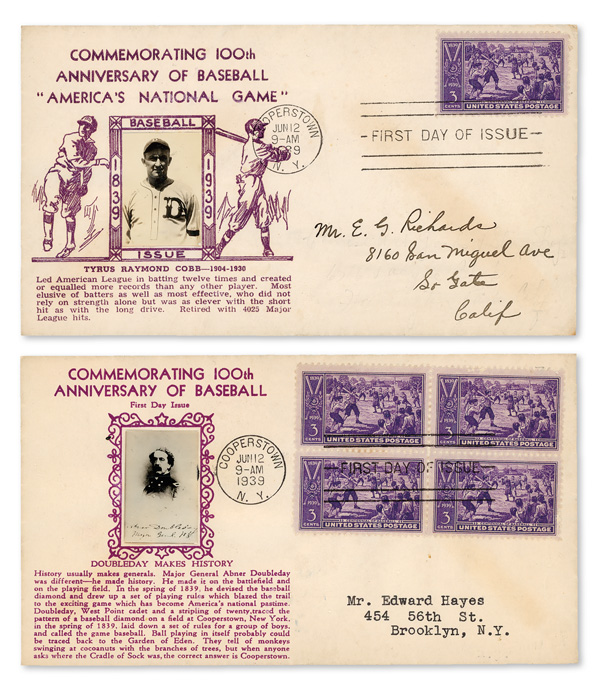 COMMEMORATING 100th
ANNIVERSARY OF BASEBALL
"AMERICA'S NATIONAL GAME"
BASEBALL
1839
1939
D
ISSUE
TYRUS RAYMOND COBB—1904-1930
Led American League in batting twelve times and created
or equalled more records than any other player. Most
elusive of batters as well as most effective, who did not
rely on strength alone but was as clever with the short
hit as with the long drive. Retired with 4025 Major
League hits.
COOPERSTOWN
JUN 12
9-AM
1939
N. Y.
FIRST DAY OF ISSUE
3
CENTS
UNITED STATES POSTAGE
Mr. E. G. Richards
8160 San Miguel Ave
So Gate
Calif
COMMEMORATING 100th
ANNIVERSARY OF BASEBALL
First Day Issue
DOUBLEDAY MAKES HISTORY
History usually makes generals. Major General Abner Doubleday
was different—he made history. He made it on the battlefield and
on the playing field. In the spring of 1839, he devised the baseball
diamond and drew up a set of playing rules which blazed the trail
to the exciting game which has become America's national pastime.
Doubleday, West Point cadet and a stripling of twenty, traced the
pattern of a baseball diamond on a field at Cooperstown, New York,
in the spring of 1839, laid down a set of rules for a group of boys,
and called the game baseball. Ball playing in itself probably could
be traced back to the Garden of Eden. They tell of monkeys
swinging at cocoanuts with the branches of trees, but when anyone
asks where the Cradle of Sock was, the correct answer is Cooperstown.
COOPERSTOWN
JUN 12
9-AM
1939
N. Y.
FIRST DAY OF ISSUE
3
CENTS
UNITED STATES POSTAGE
3
CENTS
UNITED STATES POSTAGE
3
CENTS
UNITED STATES POSTAGE
3
CENTS
UNITED STATES POSTAGE
Mr. Edward Hayes
454 56th St.
Brooklyn, N.Y.